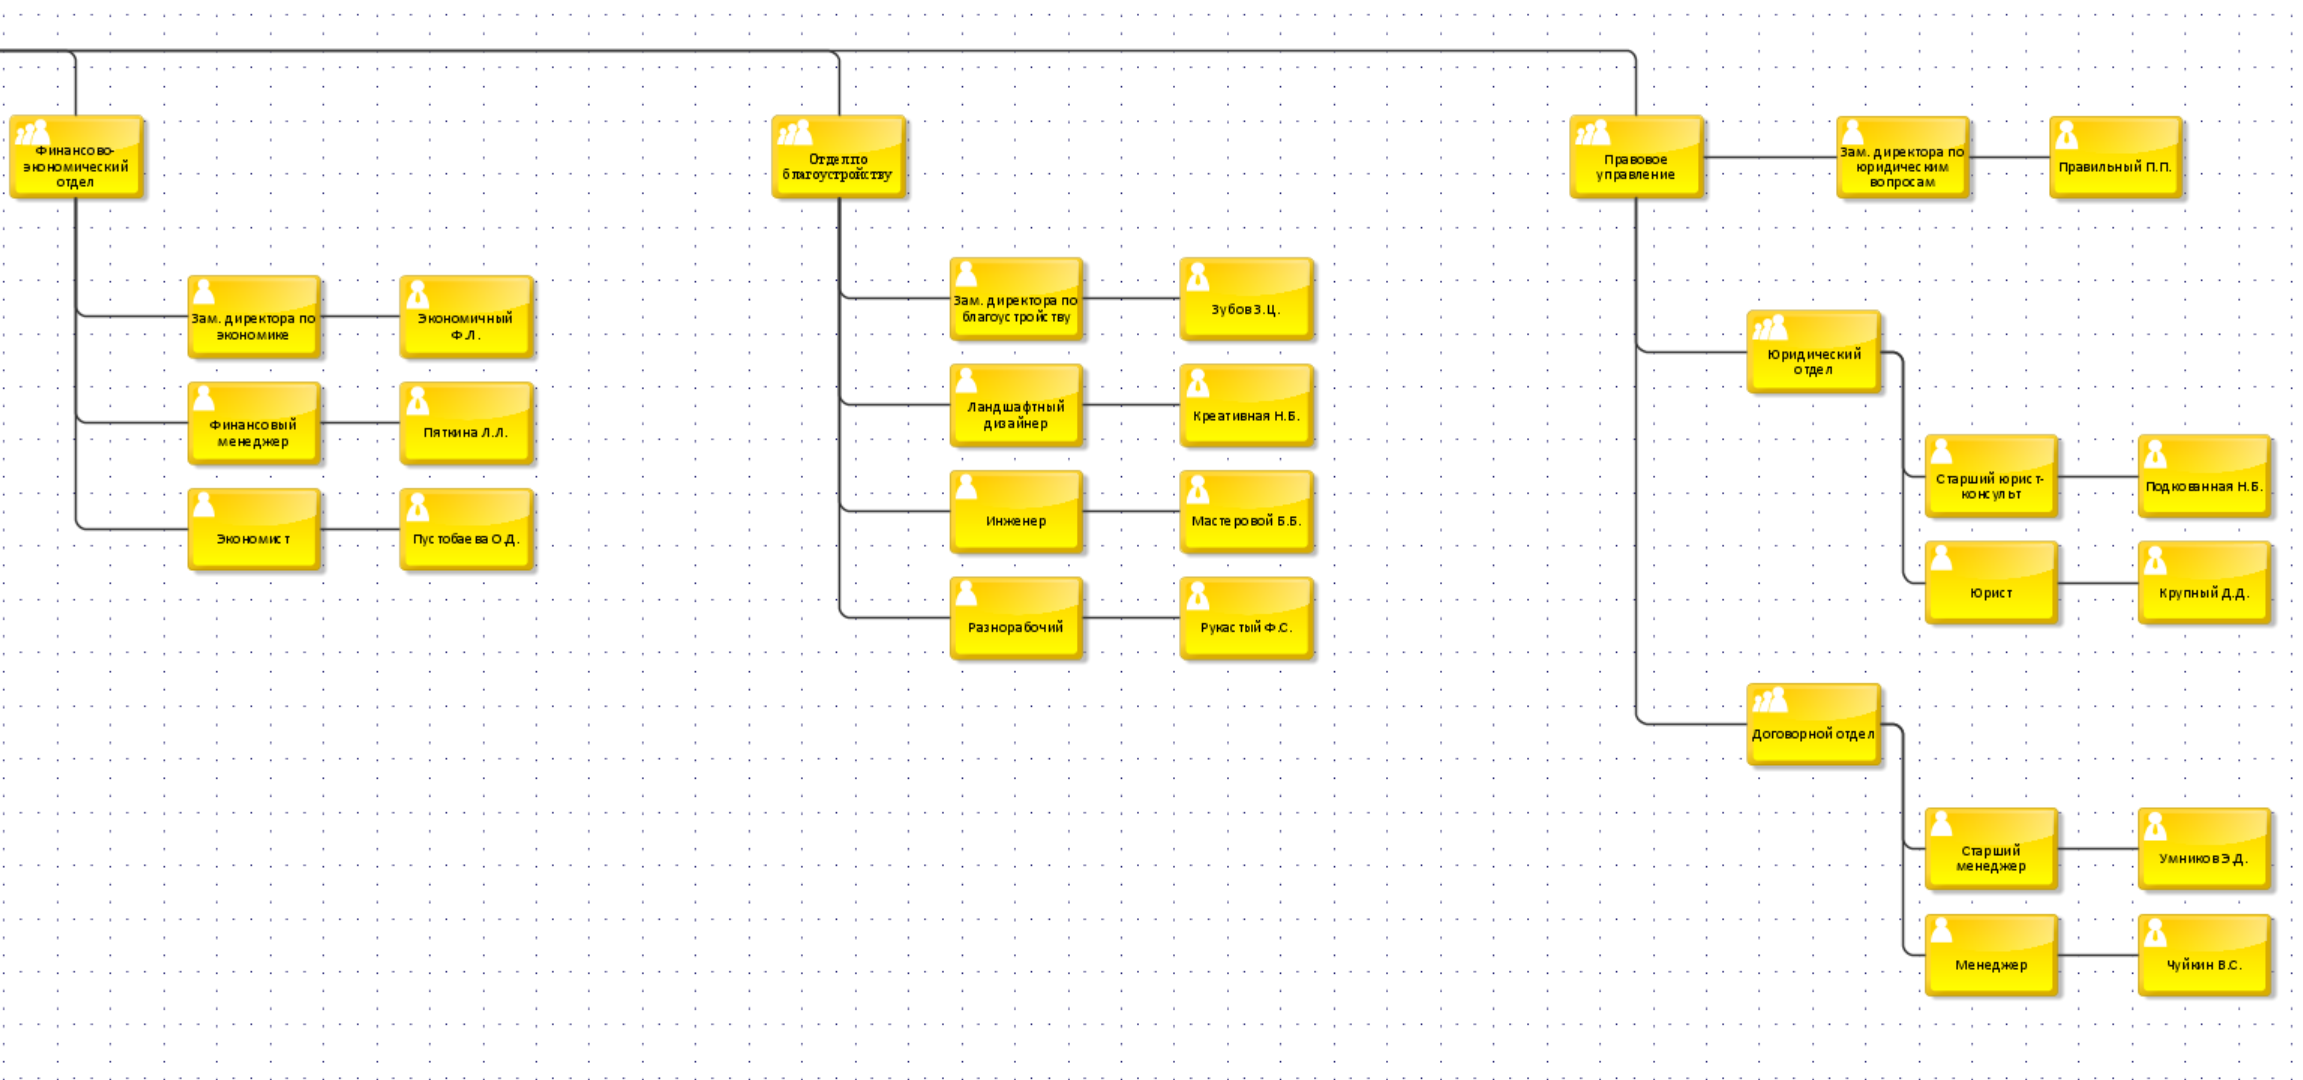 Финансово-
экономический
отдел
Зам. директора по
экономике
Экономичный
Ф.Л.
Финансовый
менеджер
Пяткина Л.Л.
Экономист
Пустобаева О.Д.
Отдел по
благоустройству
Зам. директора по
благоустройству
Зубов З.Ц.
Ландшафтный
дизайнер
Креативная Н.Б.
Инженер
Мастеровой Б.Б.
Разнорабочий
Рукастый Ф.С.
Правовое
управление
Зам. директора по
юридическим
вопросам
Правильный П.П.
Юридический
отдел
Старший юрист-
консульт
Подкованная Н.Б.
Юрист
Крупный Д.Д.
Договорной отдел
Старший
менеджер
Умников Э.Д.
Менеджер
Чуйкин В.С.